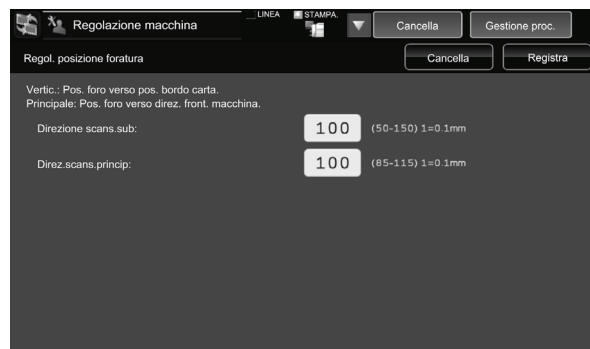 Regolazione macchina
LINEA
STAMPA.
Cancella
Gestione proc.
Regol. posizione foratura
Cancella
Registra
Vertic.: Pos. foro verso pos. bordo carta.
Principale: Pos. foro verso direz. front. macchina.
Direzione scans.sub:
100
(50-150) 1=0.1mm
Direz.scans.princip:
100
(85-115) 1=0.1mm